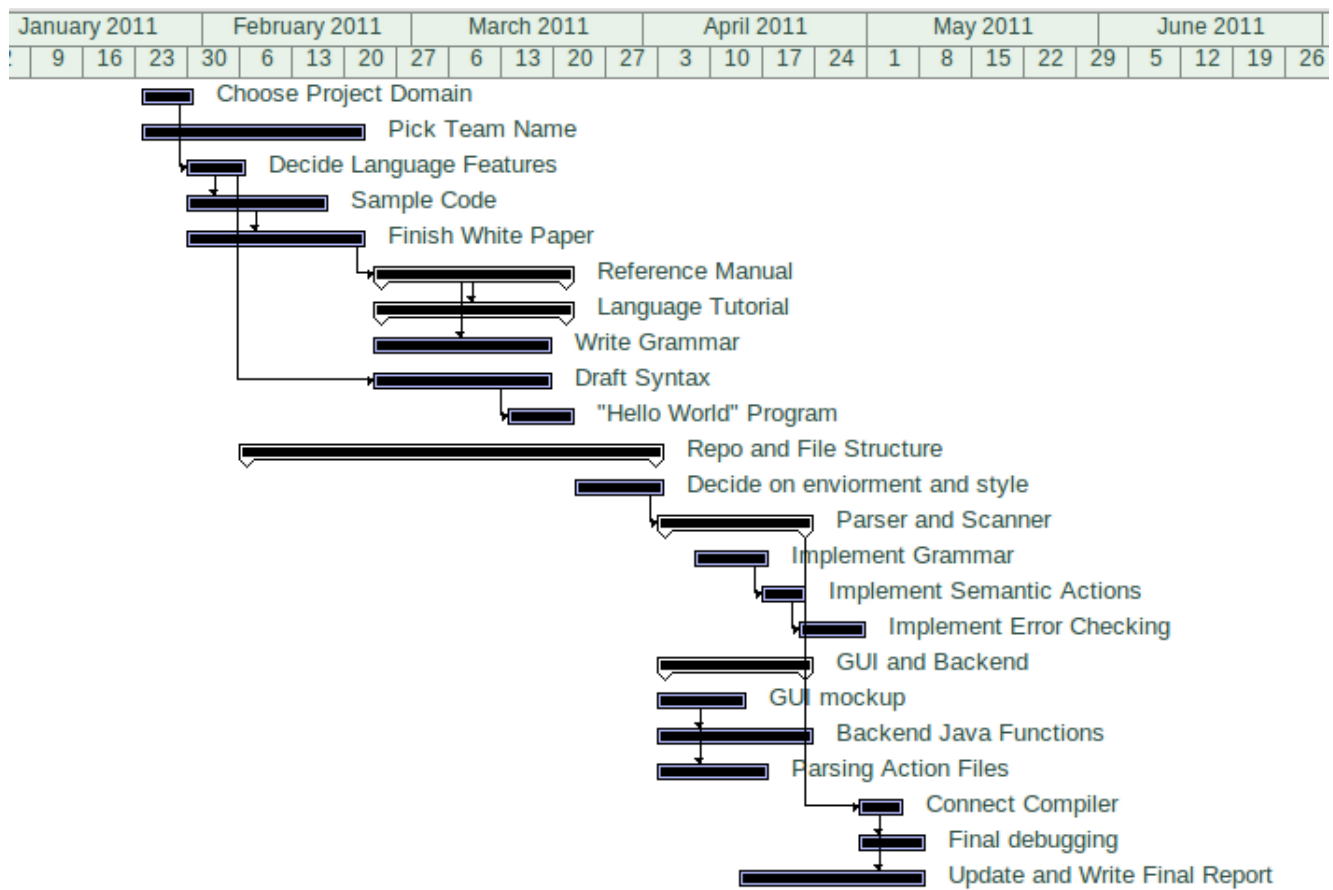 January 2011 February 2011 March 2011 April 2011 May 2011 June 2011
9 16 23 30 6 13 20 27 6 13 20 27 3 10 17 24 1 8 15 22 29 5 12 19 26
Choose Project Domain
Pick Team Name
Decide Language Features
Sample Code
Finish White Paper
Reference Manual
Language Tutorial
Write Grammar
Draft Syntax
"Hello World" Program
Repo and File Structure
Decide on enviorment and style
Parser and Scanner
Implement Grammar
Implement Semantic Actions
Implement Error Checking
GUI and Backend
GUI mockup
Backend Java Functions
Parsing Action Files
Connect Compiler
Final debugging
Update and Write Final Report